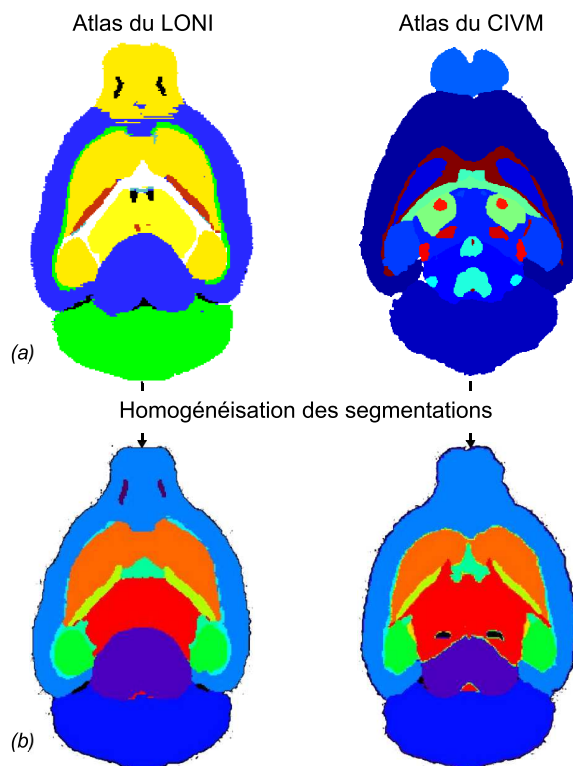 Atlas du LONI
Atlas du CIVM
(a)
Homogénéisation des segmentations
(b)